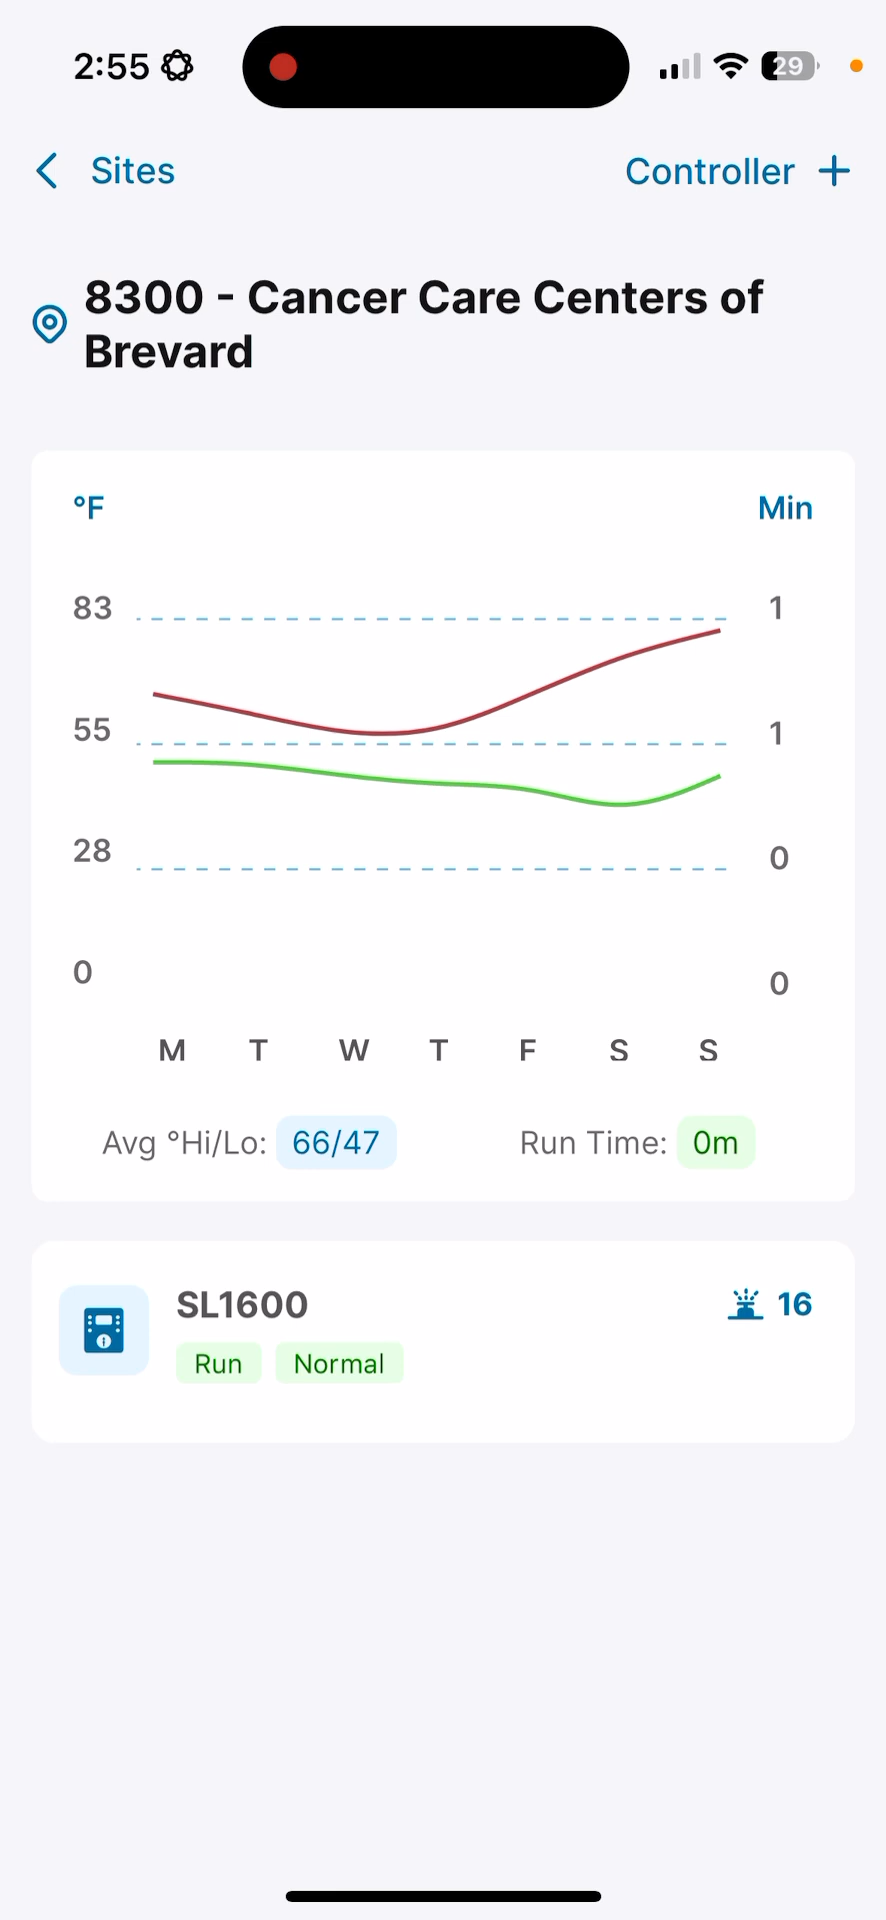 2:55
29
Sites
Controller +
8300 - Cancer Care Centers of
Brevard
°F Min
83 1
55 1
28 0
0 0
M T W T F S S
Avg °Hi/Lo: 66/47 Run Time: 0m
SL1600 16
Run Normal